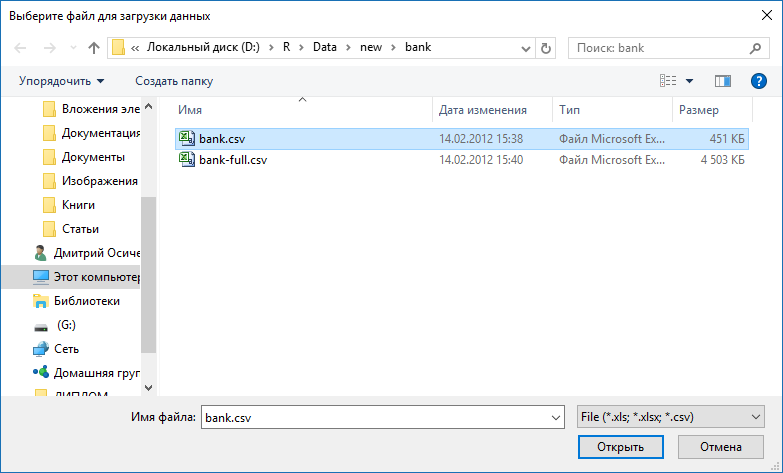 Выберите файл для загрузки данных
« Локальный диск (D:) > R > Data > new > bank
Поиск: bank
Упорядочить
Создать папку
Имя
Дата изменения
Тип
Размер
bank.csv 14.02.2012 15:38 Файл Microsoft Ex... 451 КБ
bank-full.csv 14.02.2012 15:40 Файл Microsoft Ex... 4 503 КБ
Вложения эле
Документация
Документы
Изображения
Книги
Статьи
Дмитрий Осиче
Этот компьютер
Библиотеки
(G:)
Сеть
Домашняя груп
ДИПЛОМ
Имя файла: bank.csv
File (*.xls; *.xlsx; *.csv)
Открыть
Отмена